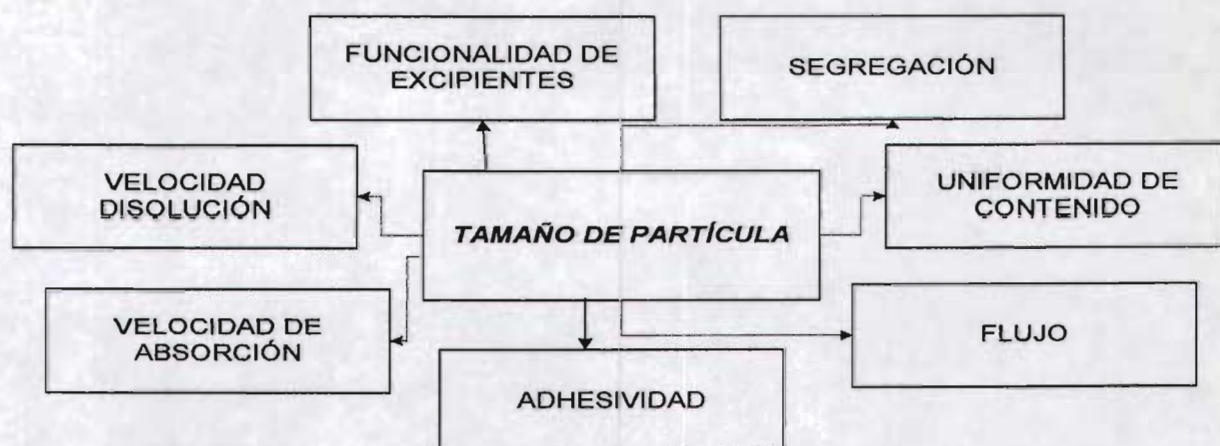 FUNCIONALIDAD DE
EXCIPIENTES
SEGREGACIÓN
VELOCIDAD
DISOLUCIÓN
TAMAÑO DE PARTÍCULA
UNIFORMIDAD DE
CONTENIDO
VELOCIDAD DE
ABSORCIÓN
FLUJO
ADHESIVIDAD